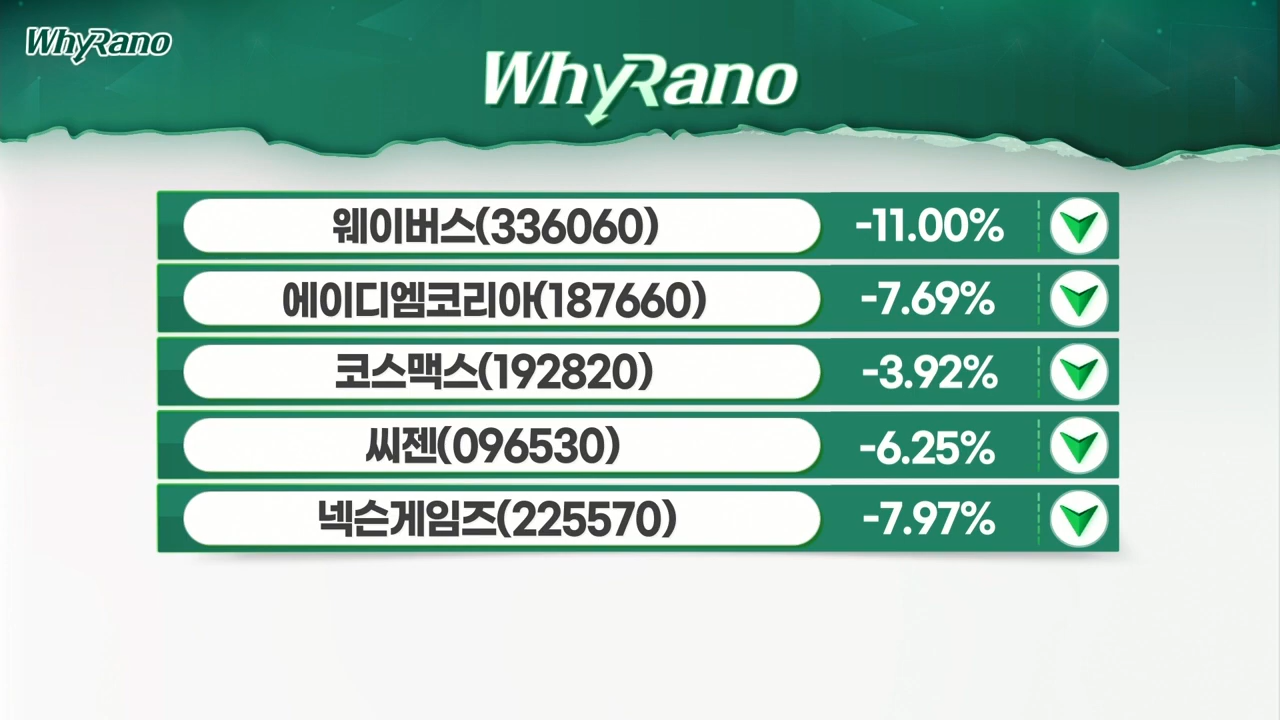 WhyRano
WhyRano
웨이버스(336060) -11.00%
에이디엠코리아(187660) -7.69%
코스맥스(192820) -3.92%
씨젠(096530) -6.25%
넥슨게임즈(225570) -7.97%